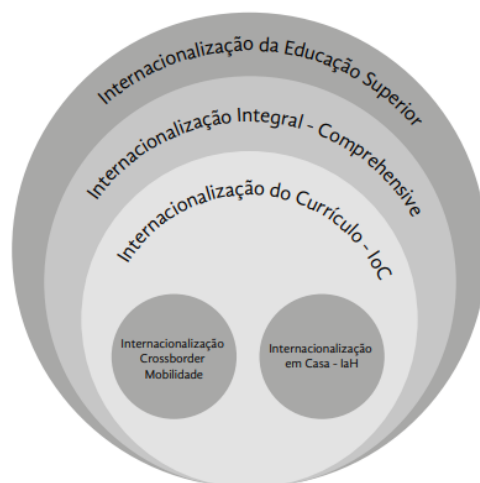 Internacionalização da Educação Superior
Internacionalização Integral - Comprehensive
Internacionalização do Currículo - IoC
Internacionalização
Crossborder
Mobilidade
Internacionalização
em Casa - IaH